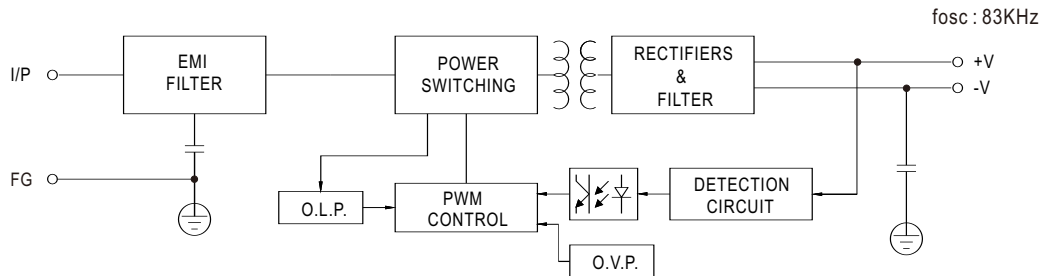 fosc : 83KHz
I/P
EMI
FILTER
POWER
SWITCHING
RECTIFIERS
&
FILTER
+V
-V
FG
O.L.P.
PWM
CONTROL
DETECTION
CIRCUIT
O.V.P.